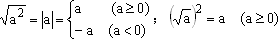 √a² = |a| = { a (a ≥ 0) ; (√a)² = a (a ≥ 0)
− a (a < 0)